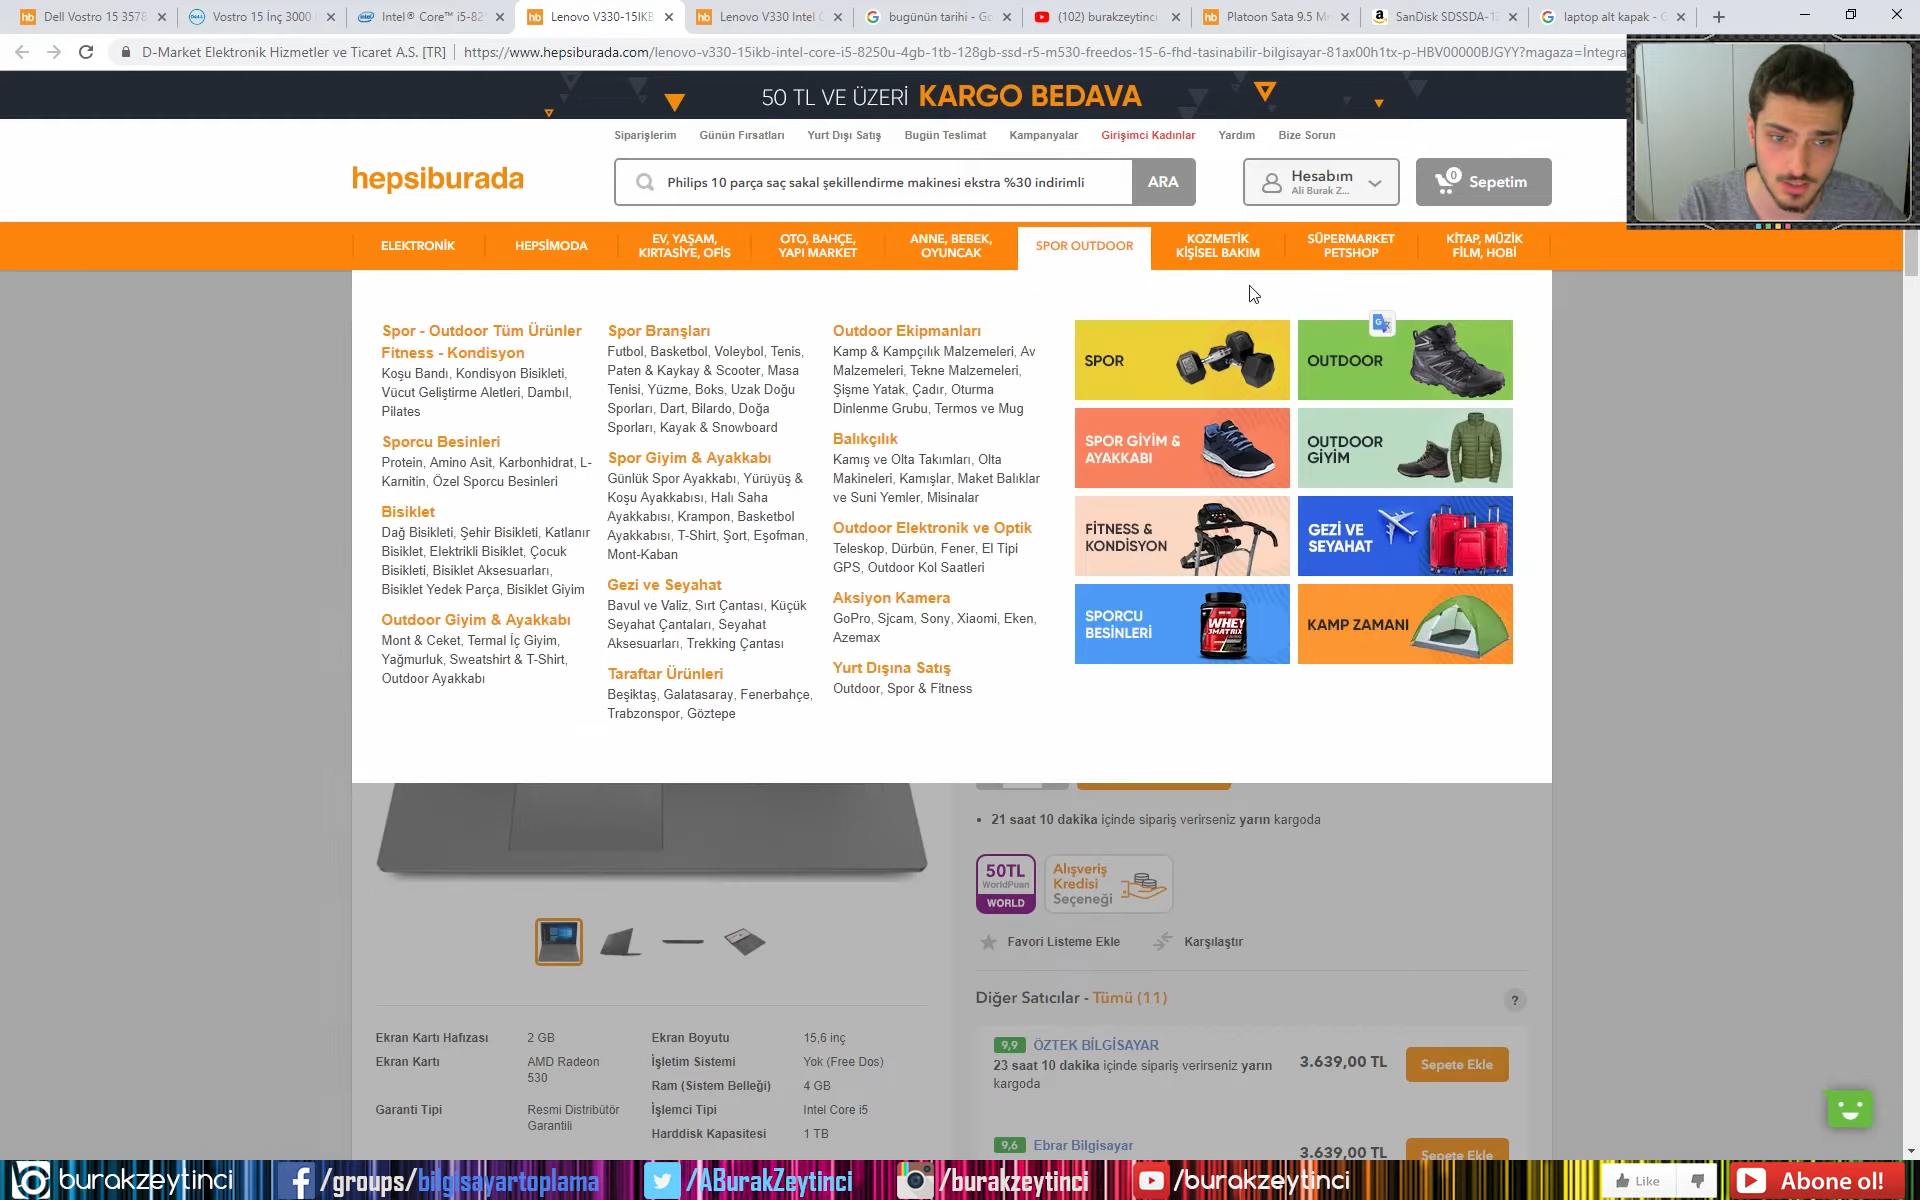 Dell Vostro 15 3578
Vostro 15 İnç 3000
Intel® Core™ i5-82
Lenovo V330-15IKB
Lenovo V330 Intel
bugünün tarihi - Go
(102) burakzeytinci
Platoon Sata 9.5 M
SanDisk SDSSDA-12
laptop alt kapak - G
D-Market Elektronik Hizmetler ve Ticaret A.S. [TR] | https://www.hepsiburada.com/lenovo-v330-15ikb-intel-core-i5-8250u-4gb-1tb-128gb-ssd-r5-m530-freedos-15-6-fhd-tasinabilir-bilgisayar-81ax00h1tx-p-HBV00000BJGYY?magaza=İntegra
50 TL VE ÜZERİ KARGO BEDAVA
Siparişlerim Günün Fırsatları Yurt Dışı Satış Bugün Teslimat Kampanyalar Girişimci Kadınlar Yardım Bize Sorun
hepsiburada
Philips 10 parça saç sakal şekillendirme makinesi ekstra %30 indirimli
ARA
Hesabım
Ali Burak Z...
0
Sepetim
ELEKTRONİK
HEPSİMODA
EV, YAŞAM,
KIRTASİYE, OFİS
OTO, BAHÇE,
YAPI MARKET
ANNE, BEBEK,
OYUNCAK
SPOR OUTDOOR
KOZMETİK
KİŞİSEL BAKIM
SÜPERMARKET
PETSHOP
KİTAP, MÜZİK
FİLM, HOBİ
Spor - Outdoor Tüm Ürünler
Fitness - Kondisyon
Koşu Bandı, Kondisyon Bisikleti,
Vücut Geliştirme Aletleri, Dambıl,
Pilates
Sporcu Besinleri
Protein, Amino Asit, Karbonhidrat, L-
Karnitin, Özel Sporcu Besinleri
Bisiklet
Dağ Bisikleti, Şehir Bisikleti, Katlanır
Bisiklet, Elektrikli Bisiklet, Çocuk
Bisikleti, Bisiklet Aksesuarları,
Bisiklet Yedek Parça, Bisiklet Giyim
Outdoor Giyim & Ayakkabı
Mont & Ceket, Termal İç Giyim,
Yağmurluk, Sweatshirt & T-Shirt,
Outdoor Ayakkabı
Spor Branşları
Futbol, Basketbol, Voleybol, Tenis,
Paten & Kaykay & Scooter, Masa
Tenisi, Yüzme, Boks, Uzak Doğu
Sporları, Dart, Bilardo, Doğa
Sporları, Kayak & Snowboard
Spor Giyim & Ayakkabı
Günlük Spor Ayakkabı, Yürüyüş &
Koşu Ayakkabısı, Halı Saha
Ayakkabısı, Krampon, Basketbol
Ayakkabısı, T-Shirt, Şort, Eşofman,
Mont-Kaban
Gezi ve Seyahat
Bavul ve Valiz, Sırt Çantası, Küçük
Seyahat Çantaları, Seyahat
Aksesuarları, Trekking Çantası
Taraftar Ürünleri
Beşiktaş, Galatasaray, Fenerbahçe,
Trabzonspor, Göztepe
Outdoor Ekipmanları
Kamp & Kampçılık Malzemeleri, Av
Malzemeleri, Tekne Malzemeleri,
Şişme Yatak, Çadır, Oturma
Dinlenme Grubu, Termos ve Mug
Balıkçılık
Kamış ve Olta Takımları, Olta
Makineleri, Kamışlar, Maket Balıklar
ve Suni Yemler, Misinalar
Outdoor Elektronik ve Optik
Teleskop, Dürbün, Fener, El Tipi
GPS, Outdoor Kol Saatleri
Aksiyon Kamera
GoPro, Sjcam, Sony, Xiaomi, Eken,
Azemax
Yurt Dışına Satış
Outdoor, Spor & Fitness
SPOR
OUTDOOR
SPOR GİYİM &
AYAKKABI
OUTDOOR
GİYİM
FİTNESS &
KONDİSYON
GEZİ VE
SEYAHAT
SPORCU
BESİNLERİ
WHEY
3MATRIX
KAMP ZAMANI
21 saat 10 dakika içinde sipariş verirseniz yarın kargoda
50TL
WorldPuan
WORLD
Alışveriş
Kredisi
Seçeneği
Favori Listeme Ekle
Karşılaştır
Diğer Satıcılar - Tümü (11)
?
9,9 ÖZTEK BİLGİSAYAR
23 saat 10 dakika içinde sipariş verirseniz yarın
kargoda
3.639,00 TL
Sepete Ekle
9,6 Ebrar Bilgisayar
3.639,00 TL
Sepete Ekle
Ekran Kartı Hafızası 2 GB
Ekran Kartı AMD Radeon
530
Garanti Tipi Resmi Distribütör
Garantili
Ekran Boyutu 15,6 inç
İşletim Sistemi Yok (Free Dos)
Ram (Sistem Belleği) 4 GB
İşlemci Tipi Intel Core i5
Harddisk Kapasitesi 1 TB
burakzeytinci
/groups/bilgisayartoplama
/ABurakZeytinci
/burakzeytinci
/burakzeytinci
Like
Abone ol!